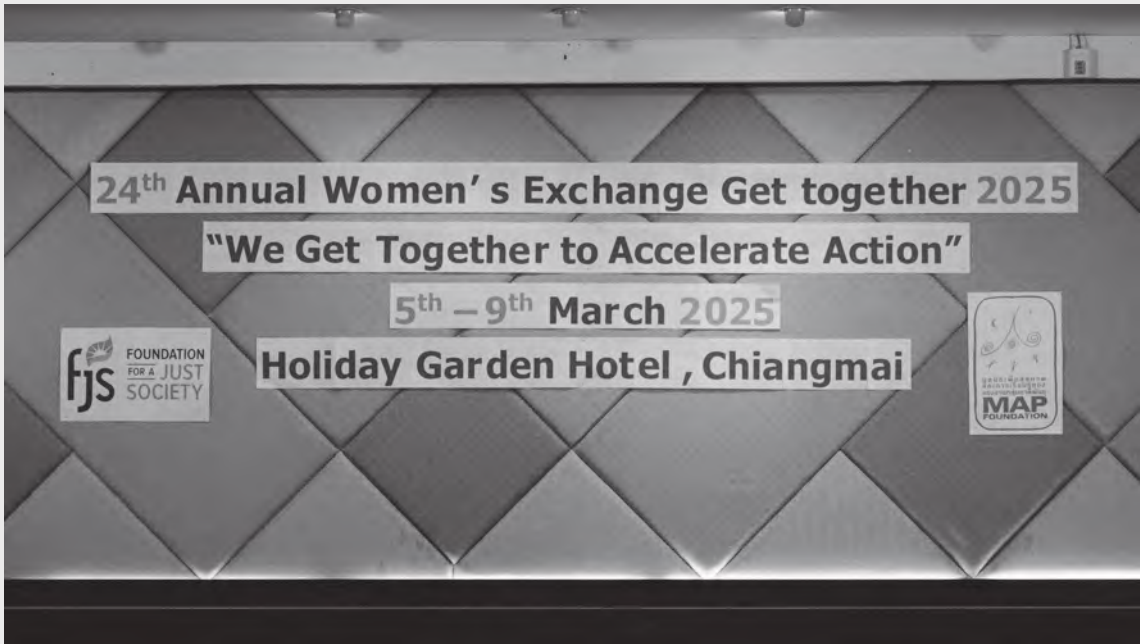 24th Annual Women's Exchange Get together 2025
"We Get Together to Accelerate Action"
5th – 9th March 2025
Holiday Garden Hotel , Chiangmai
fjs
FOUNDATION
FOR A JUST
SOCIETY
MAP
FOUNDATION